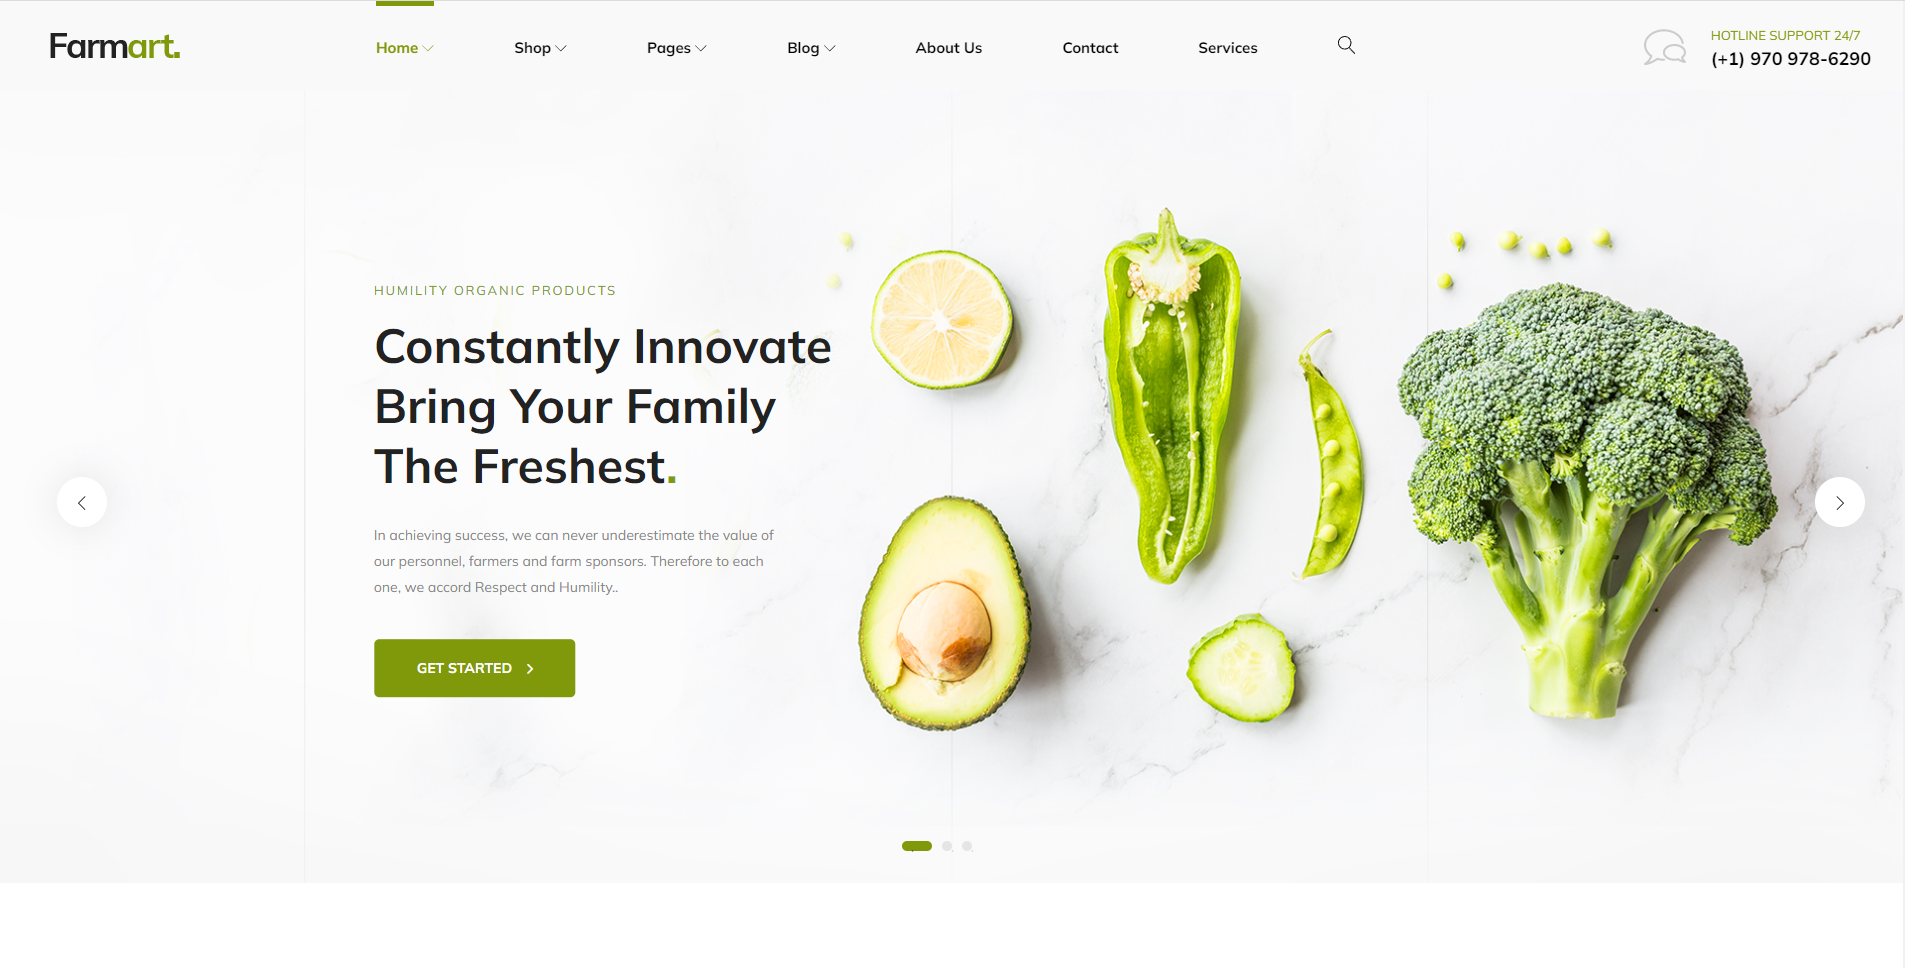 Farmart.
Home
Shop
Pages
Blog
About Us
Contact
Services
HOTLINE SUPPORT 24/7
(+1) 970 978-6290
HUMILITY ORGANIC PRODUCTS
Constantly Innovate
Bring Your Family
The Freshest.
In achieving success, we can never underestimate the value of
our personnel, farmers and farm sponsors. Therefore to each
one, we accord Respect and Humility..
GET STARTED